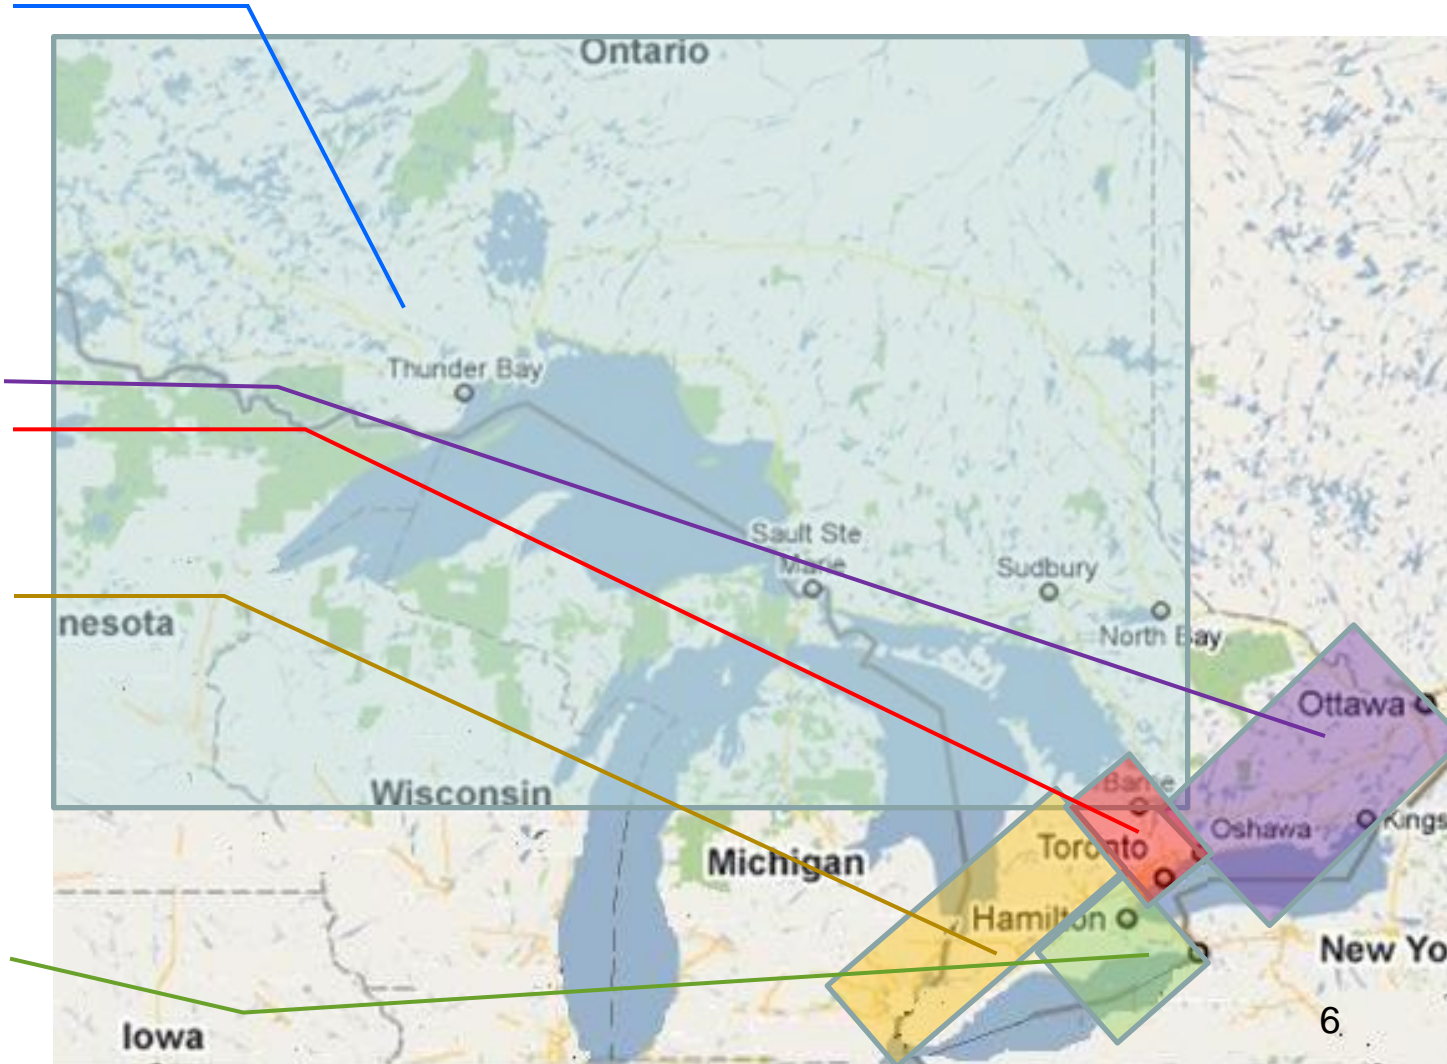 Ontario
Thunder Bay
Sault Ste
Marie
Sudbury
North Bay
nesota
Ottawa
Wisconsin
Barrie
Kings
Oshawa
Toronto
Michigan
Hamilton
New Yo
Iowa
6